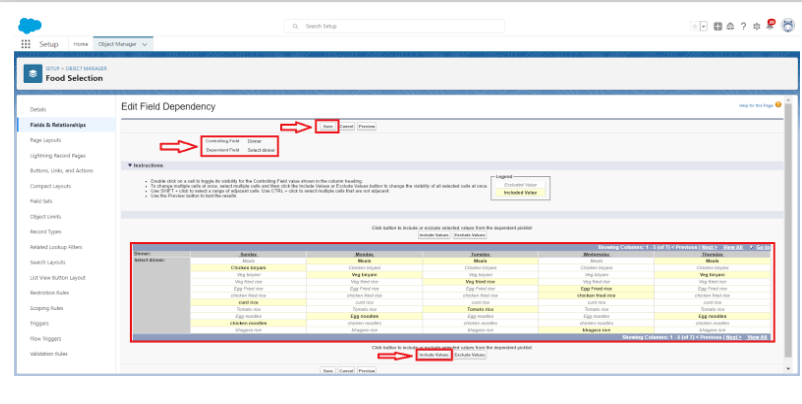 Search Setup
Setup Home Object Manager
SETUP > OBJECT MANAGER
Food Selection
Details
Fields & Relationships
Page Layouts
Lightning Record Pages
Buttons, Links, and Actions
Compact Layouts
Field Sets
Object Limits
Record Types
Related Lookup Filters
Search Layouts
List View Button Layout
Restriction Rules
Scoping Rules
Triggers
Flow Triggers
Validation Rules
Edit Field Dependency
Help for this Page
Save Cancel Preview
Controlling Field Dinner
Dependent Field Select dinner
Instructions
Double click on a cell to toggle its visibility for the Controlling Field value shown in the column heading.
To change multiple cells at once, select multiple cells and then click the Include Values or Exclude Values button to change the visibility of all selected cells at once.
Use SHIFT + click to select a range of adjacent cells. Use CTRL + click to select multiple cells that are not adjacent.
Use the Preview button to test the results.
Legend
Excluded Value
Included Value
Click button to include or exclude selected values from the dependent picklist:
Include Values Exclude Values
Showing Columns: 1 - 5 (of 7) < Previous | Next > View All Go to
Dinner: Sunday Monday Tuesday Wednesday Thursday
Select dinner: Meals Meals Meals Meals Meals
Chicken biryani Chicken biryani Chicken biryani Chicken biryani Chicken biryani
Veg biryani Veg biryani Veg biryani Veg biryani Veg biryani
Veg fried rice Veg fried rice Veg fried rice Veg fried rice Veg fried rice
Egg Fried rice Egg Fried rice Egg Fried rice Egg Fried rice Egg Fried rice
chicken fried rice chicken fried rice chicken fried rice chicken fried rice chicken fried rice
curd rice curd rice curd rice curd rice curd rice
Tomato rice Tomato rice Tomato rice Tomato rice Tomato rice
Egg noodles Egg noodles Egg noodles Egg noodles Egg noodles
chicken noodles chicken noodles chicken noodles chicken noodles chicken noodles
bhagara rice bhagara rice bhagara rice bhagara rice bhagara rice
Showing Columns: 1 - 5 (of 7) < Previous | Next > View All
Click button to include or exclude selected values from the dependent picklist:
Include Values Exclude Values
Save Cancel Preview